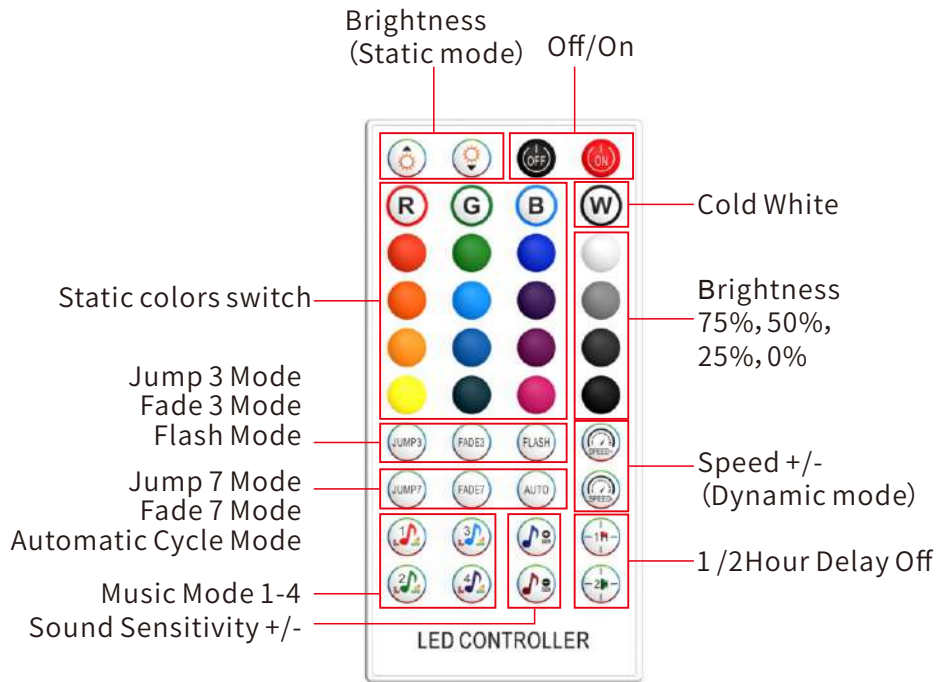 Brightness
（Static mode）
Off/On
OFF
ON
R
G
B
W
Cold White
Static colors switch
Brightness
75%, 50%,
25%, 0%
Jump 3 Mode
Fade 3 Mode
Flash Mode
JUMP3
FADE3
FLASH
SPEED+
Jump 7 Mode
Fade 7 Mode
Automatic Cycle Mode
JUMP7
FADE7
AUTO
SPEED-
Speed +/-
（Dynamic mode）
1
3
1H
2
4
1 /2Hour Delay Off
Music Mode 1-4
Sound Sensitivity +/-
LED CONTROLLER